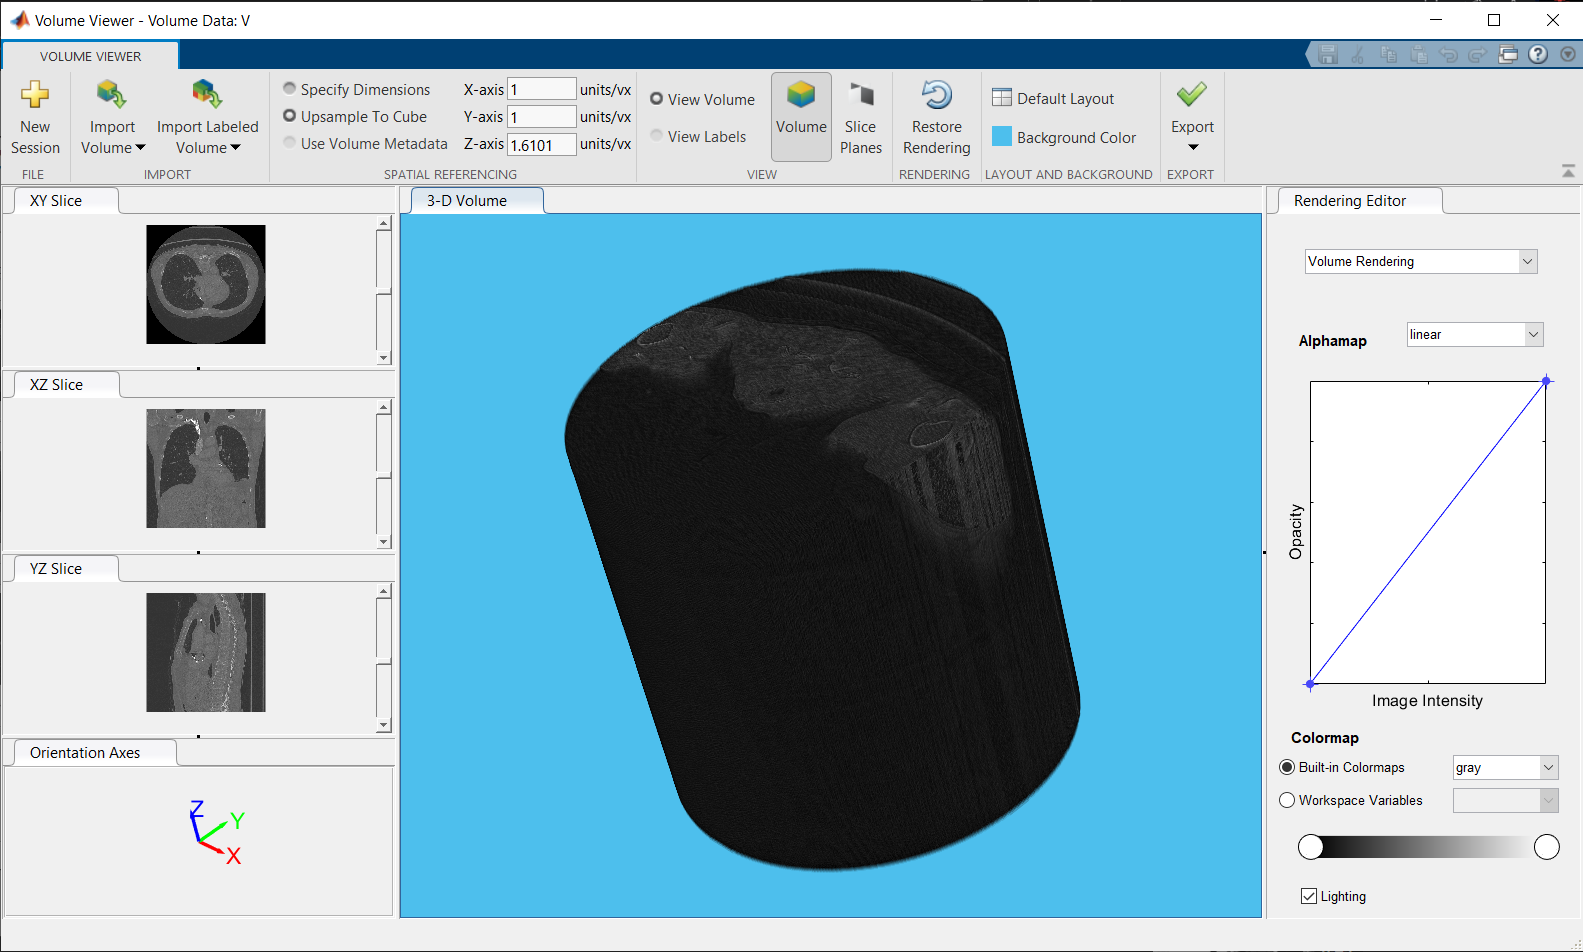 Volume Viewer - Volume Data: V
VOLUME VIEWER
New Session
Import Volume
Import Labeled Volume
Specify Dimensions
Upsample To Cube
Use Volume Metadata
X-axis 1 units/vx
Y-axis 1 units/vx
Z-axis 1.6101 units/vx
View Volume
View Labels
Volume
Slice Planes
Restore Rendering
Default Layout
Background Color
Export
FILE
IMPORT
SPATIAL REFERENCING
VIEW
RENDERING
LAYOUT AND BACKGROUND
EXPORT
XY Slice
XZ Slice
YZ Slice
Orientation Axes
Z
Y
X
3-D Volume
Rendering Editor
Volume Rendering
Alphamap linear
Opacity
Image Intensity
Colormap
Built-in Colormaps gray
Workspace Variables
Lighting